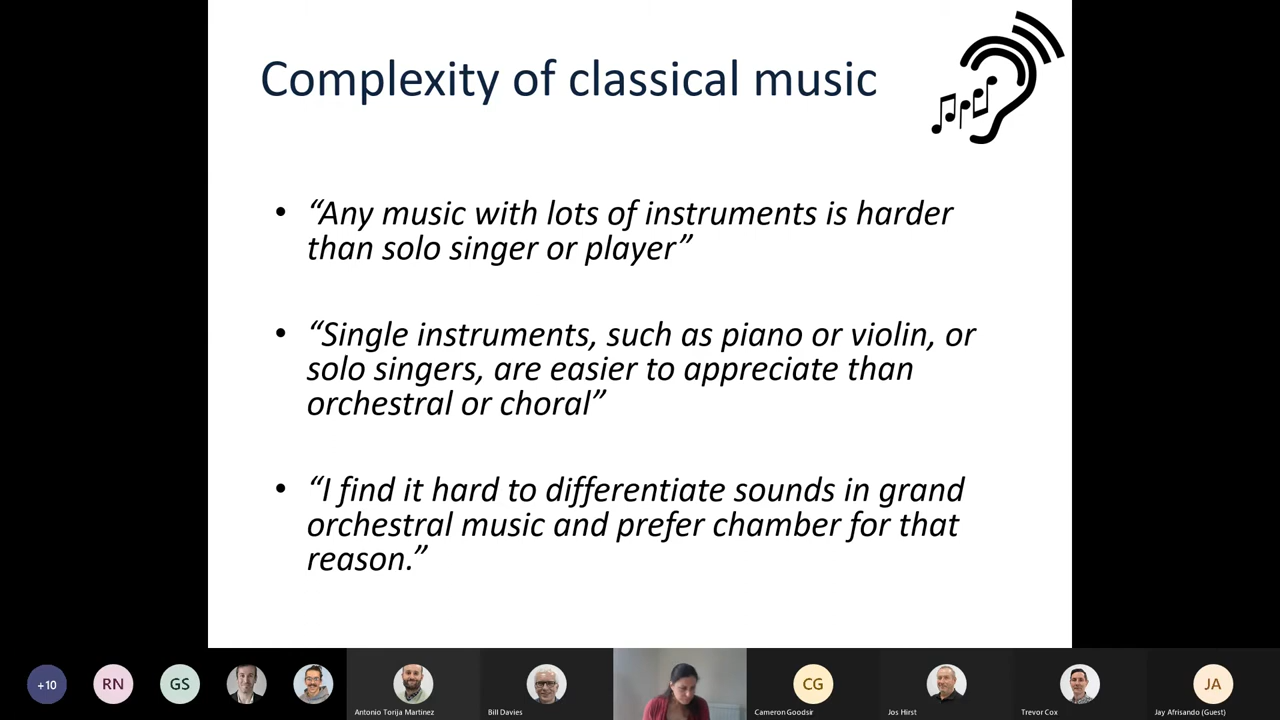 Complexity of classical music
• “Any music with lots of instruments is harder
than solo singer or player”
• “Single instruments, such as piano or violin, or
solo singers, are easier to appreciate than
orchestral or choral”
• “I find it hard to differentiate sounds in grand
orchestral music and prefer chamber for that
reason.”
+10
RN
GS
Antonio Torija Martinez
Bill Davies
CG
Cameron Goodsir
Jos Hirst
Trevor Cox
JA
Jay Afrisando (Guest)